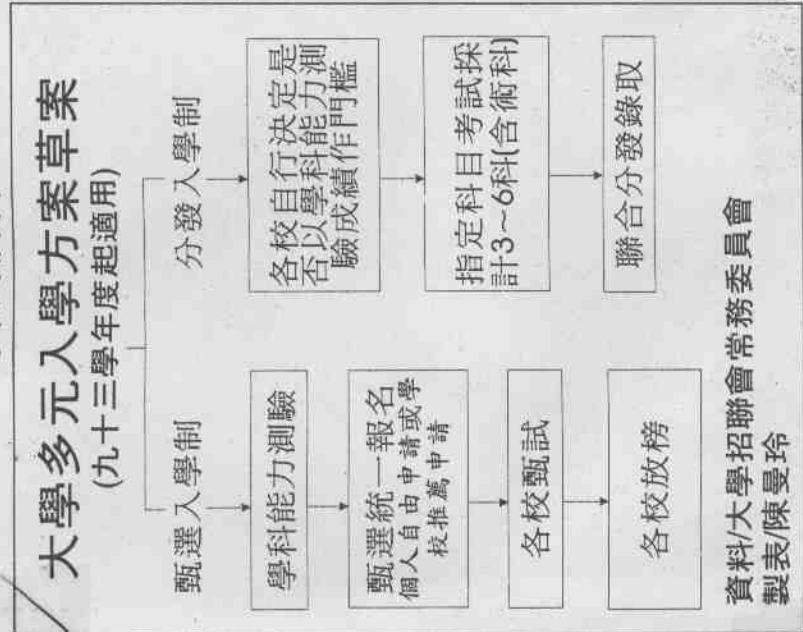 大學多元入學方案草案
(九十三學年度起適用)
甄選入學制
學科能力測驗
甄選統一報名
個人自由申請或學
校推薦申請
各校甄試
各校放榜
分發入學制
各校自行決定是
否以學科能力測
驗成績作門檻
指定科目考試採
計3～6科(含術科)
聯合分發錄取
資料/大學招聯會常務委員會
製表/陳曼玲